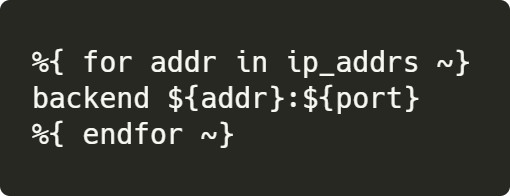 %{ for addr in ip_addrs ~}
backend ${addr}:${port}
%{ endfor ~}